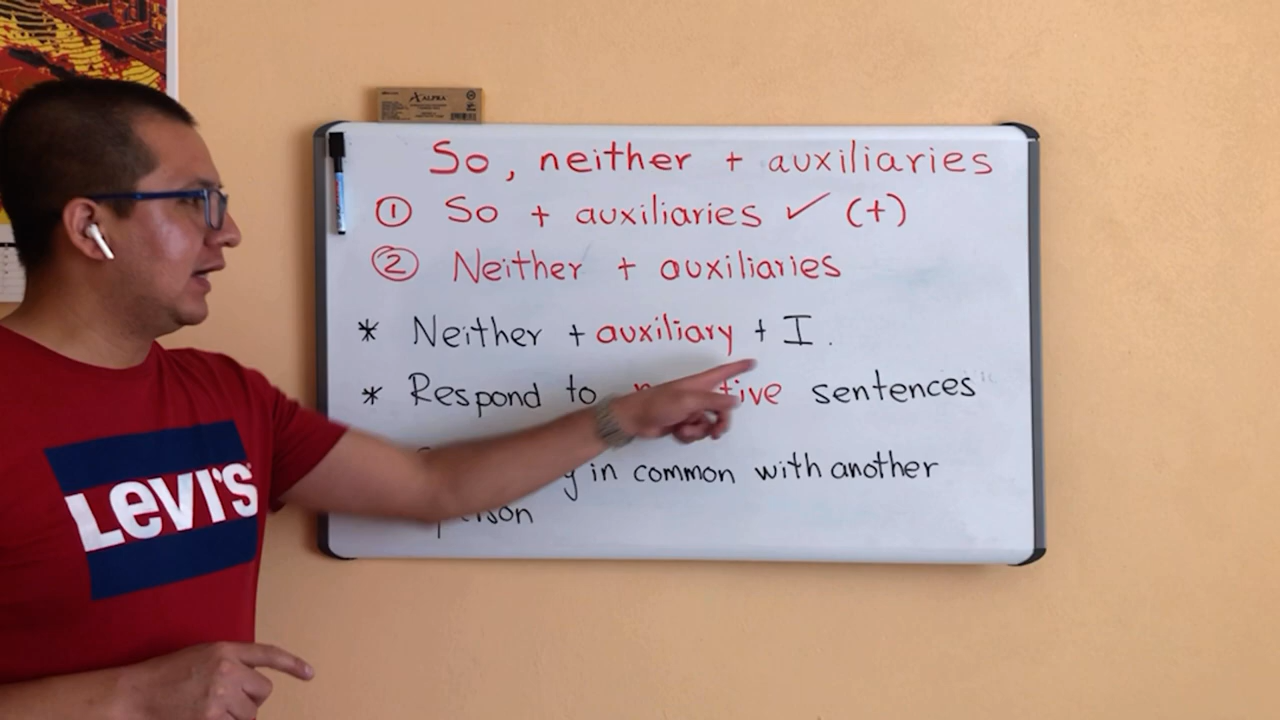 ALPRA
So, neither + auxiliaries
① So + auxiliaries ✓ (+)
② Neither + auxiliaries
* Neither + auxiliary + I.
* Respond to sentences
in common with another
LEVI'S